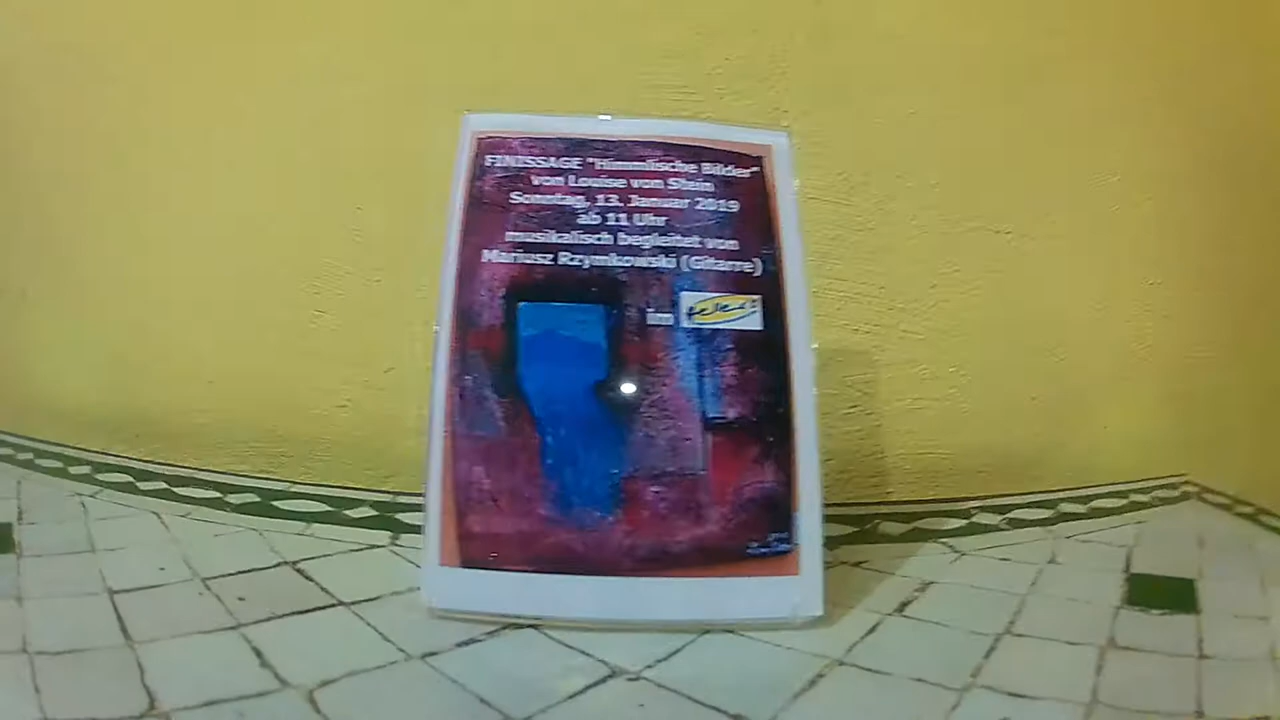 FINISSAGE "Himmlische Bilder"
von Louise von Stein
Sonntag, 13. Januar 2019
ab 11 Uhr
musikalisch begleitet von
Mariusz Rzymkowski (Gitarre)
im